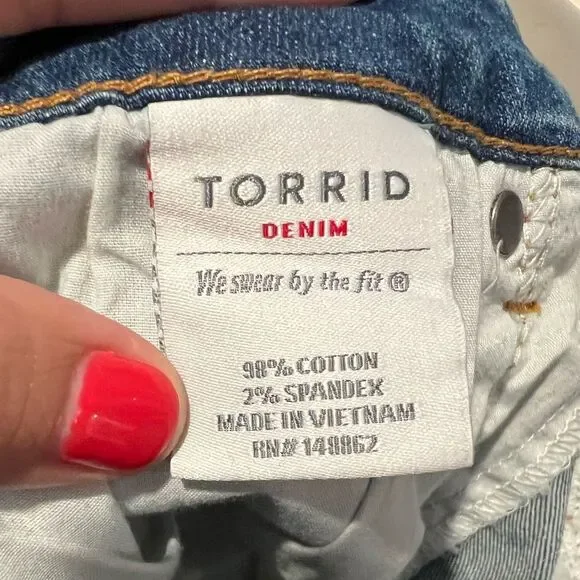 TORRID
DENIM
We swear by the fit ®
98% COTTON
2% SPANDEX
MADE IN VIETNAM
RN# 148862